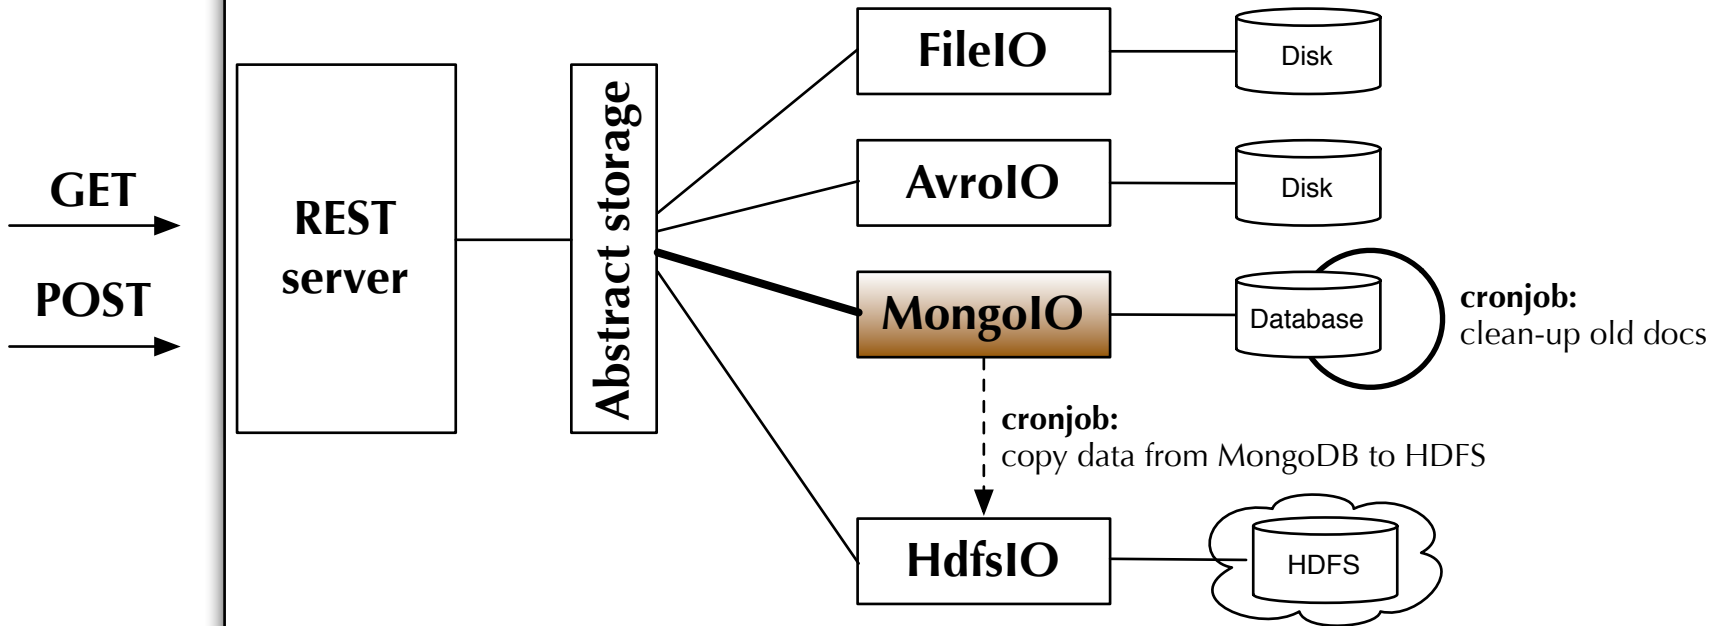 GET
POST
REST
server
Abstract storage
FileIO
Disk
AvroIO
Disk
MongoIO
Database
cronjob:
clean-up old docs
cronjob:
copy data from MongoDB to HDFS
HdfsIO
HDFS